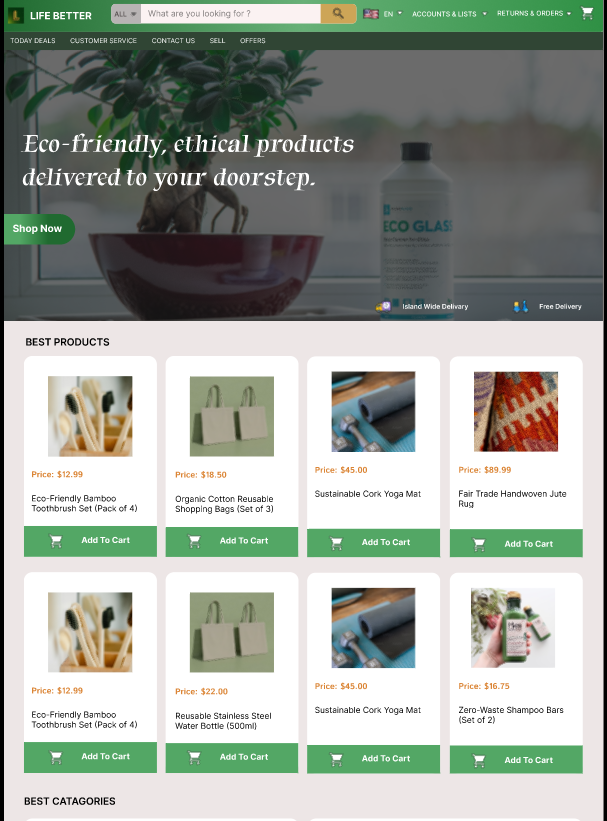 LIFE BETTER
ALL
What are you looking for ?
EN
ACCOUNTS & LISTS
RETURNS & ORDERS
TODAY DEALS
CUSTOMER SERVICE
CONTACT US
SELL
OFFERS
Eco-friendly, ethical products
delivered to your doorstep.
ECO GLASS
Shop Now
Island Wide Delivary
Free Delivery
BEST PRODUCTS
Price: $12.99
Eco-Friendly Bamboo
Toothbrush Set (Pack of 4)
Add To Cart
Price: $18.50
Organic Cotton Reusable
Shopping Bags (Set of 3)
Add To Cart
Price: $45.00
Sustainable Cork Yoga Mat
Add To Cart
Price: $89.99
Fair Trade Handwoven Jute
Rug
Add To Cart
Price: $12.99
Eco-Friendly Bamboo
Toothbrush Set (Pack of 4)
Add To Cart
Price: $22.00
Reusable Stainless Steel
Water Bottle (500ml)
Add To Cart
Price: $45.00
Sustainable Cork Yoga Mat
Add To Cart
Price: $16.75
Zero-Waste Shampoo Bars
(Set of 2)
Add To Cart
BEST CATAGORIES